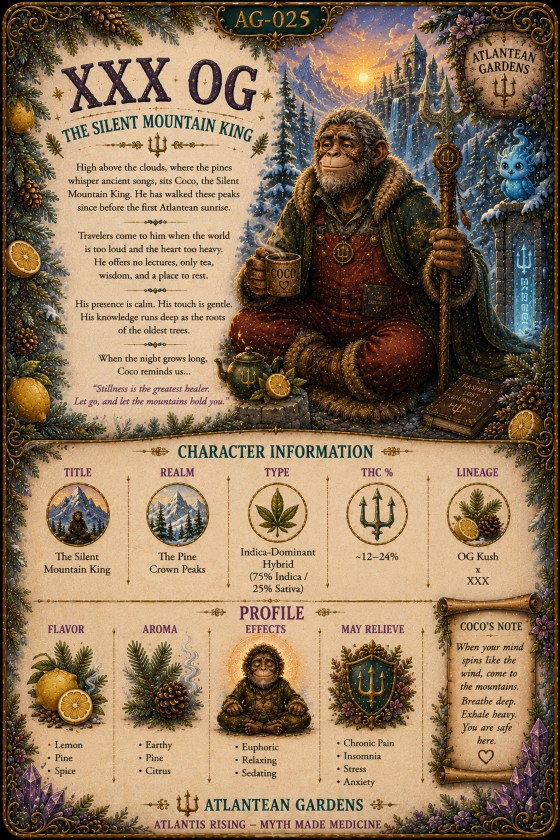 AG-025
XXX OG
THE SILENT MOUNTAIN KING
ATLANTEAN
GARDENS
High above the clouds, where the pines
whisper ancient songs, sits Coco, the Silent
Mountain King. He has walked these peaks
since before the first Atlantean sunrise.
Travelers come to him when the world
is too loud and the heart too heavy.
He offers no lectures, only tea,
wisdom, and a place to rest.
His presence is calm. His touch is gentle.
His knowledge runs deep as the roots
of the oldest trees.
When the night grows long,
Coco reminds us...
"Stillness is the greatest healer.
Let go, and let the mountains hold you."
COCO
CHARACTER INFORMATION
TITLE
The Silent
Mountain King
REALM
The Pine
Crown Peaks
TYPE
Indica-Dominant
Hybrid
(75% Indica /
25% Sativa)
THC %
~12–24%
LINEAGE
OG Kush
x
XXX
PROFILE
FLAVOR
• Lemon
• Pine
• Spice
AROMA
• Earthy
• Pine
• Citrus
EFFECTS
• Euphoric
• Relaxing
• Sedating
MAY RELIEVE
• Chronic Pain
• Insomnia
• Stress
• Anxiety
COCO'S NOTE
When your mind
spins like the
wind, come to
the mountains.
Breathe deep.
Exhale heavy.
You are safe
here.
ATLANTEAN GARDENS
ATLANTIS RISING – MYTH MADE MEDICINE